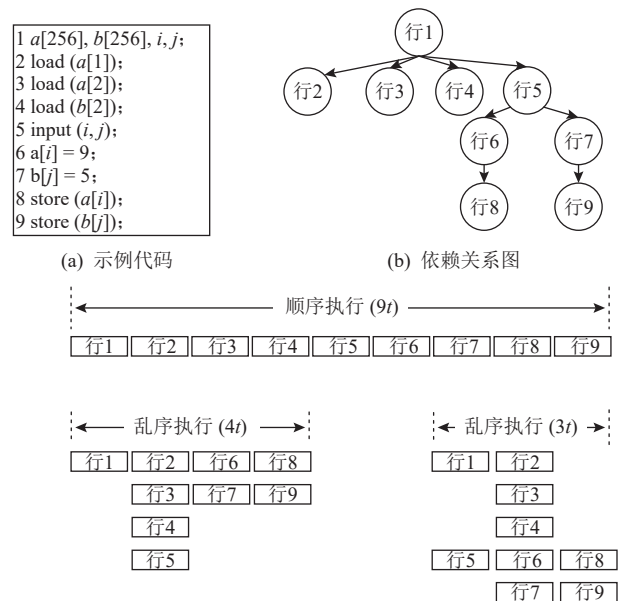 1 a[256], b[256], i, j;
2 load (a[1]);
3 load (a[2]);
4 load (b[2]);
5 input (i, j);
6 a[i] = 9;
7 b[j] = 5;
8 store (a[i]);
9 store (b[j]);
(a) 示例代码
行1
行2 行3 行4 行5
行6 行7
行8 行9
(b) 依赖关系图
顺序执行 (9t)
行1 行2 行3 行4 行5 行6 行7 行8 行9
乱序执行 (4t)
行1 行2 行6 行8
行3 行7 行9
行4
行5
乱序执行 (3t)
行1 行2
行3
行4
行5 行6 行8
行7 行9